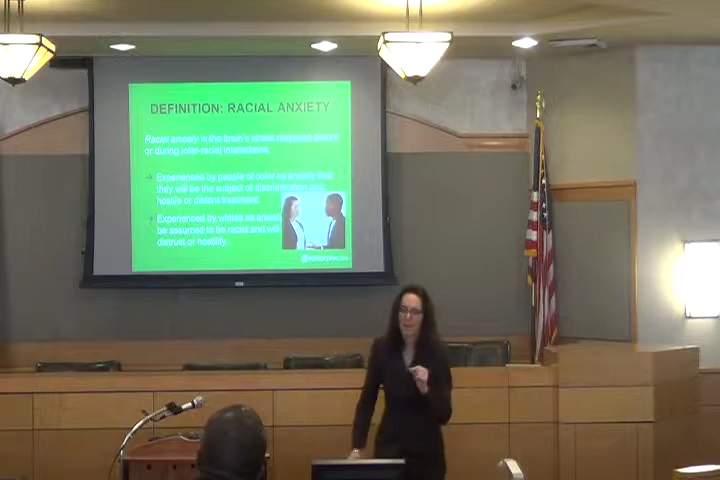 DEFINITION: RACIAL ANXIETY
Racial anxiety is the brain's stress response before
or during inter-racial interactions.
Experienced by people of color as anxiety that
they will be the subject of discrimination and
hostile or distant treatment.
Experienced by whites as anxiety
be assumed to be racist and will
distrust or hostility.